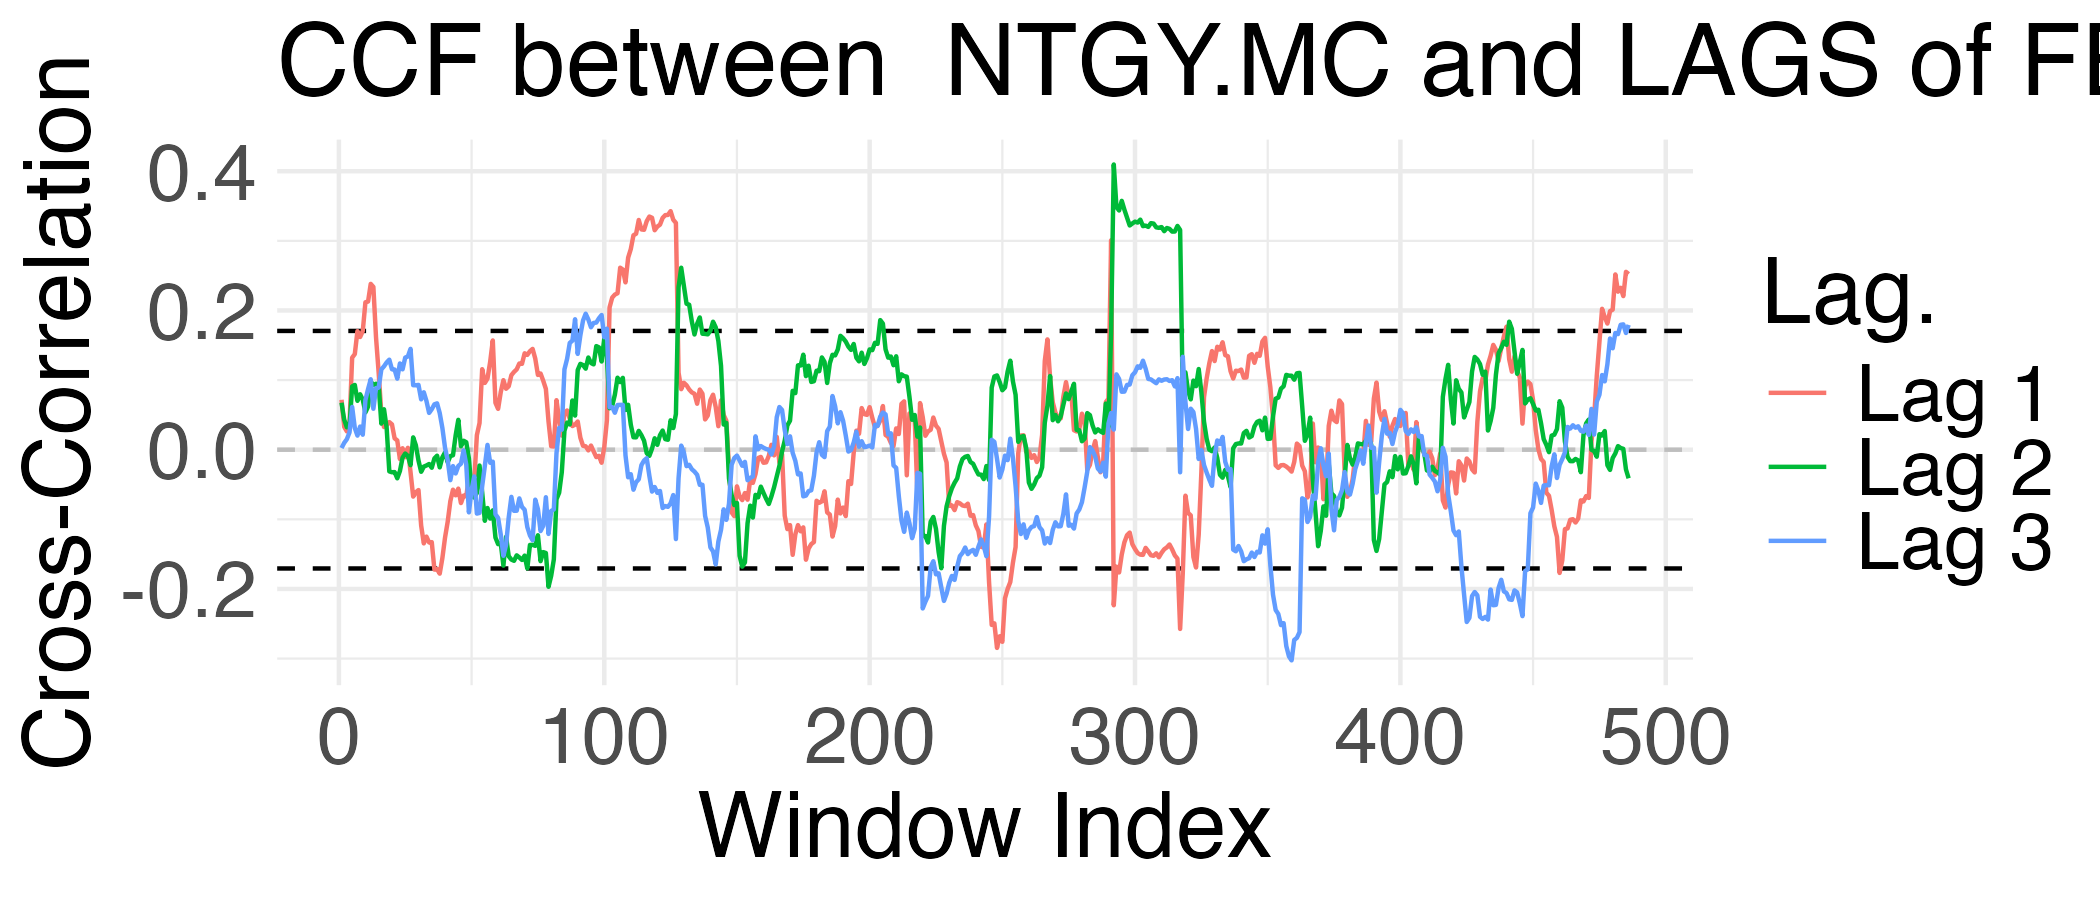 CCF between NTGY.MC and LAGS of
Cross-Correlation
0.4
0.2
0.0
-0.2
0
100
200
300
400
500
Window Index
Lag.
Lag 1
Lag 2
Lag 3